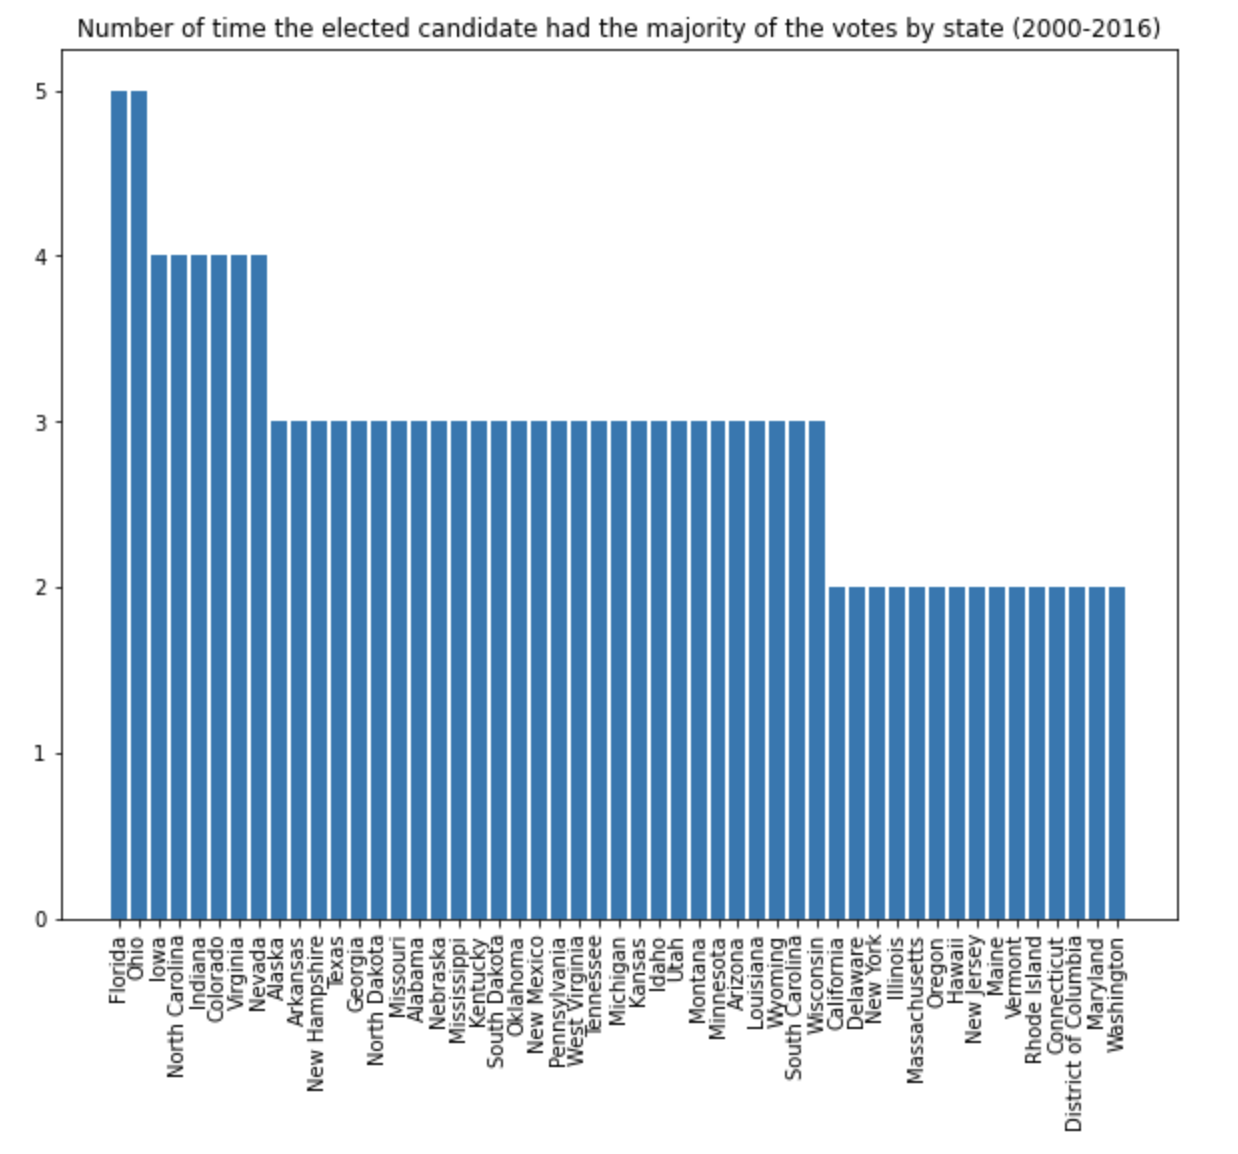 Number of time the elected candidate had the majority of the votes by state (2000-2016)
5
4
3
2
1
0
Florida
Ohio
Iowa
North Carolina
Indiana
Colorado
Virginia
Nevada
Alaska
Arkansas
New Hampshire
Texas
Georgia
North Dakota
Missouri
Alabama
Nebraska
Mississippi
Kentucky
South Dakota
Oklahoma
New Mexico
Pennsylvania
West Virginia
Tennessee
Michigan
Kansas
Idaho
Utah
Montana
Minnesota
Arizona
Louisiana
Wyoming
South Carolina
Wisconsin
California
Delaware
New York
Illinois
Massachusetts
Oregon
Hawaii
New Jersey
Maine
Vermont
Rhode Island
Connecticut
District of Columbia
Maryland
Washington